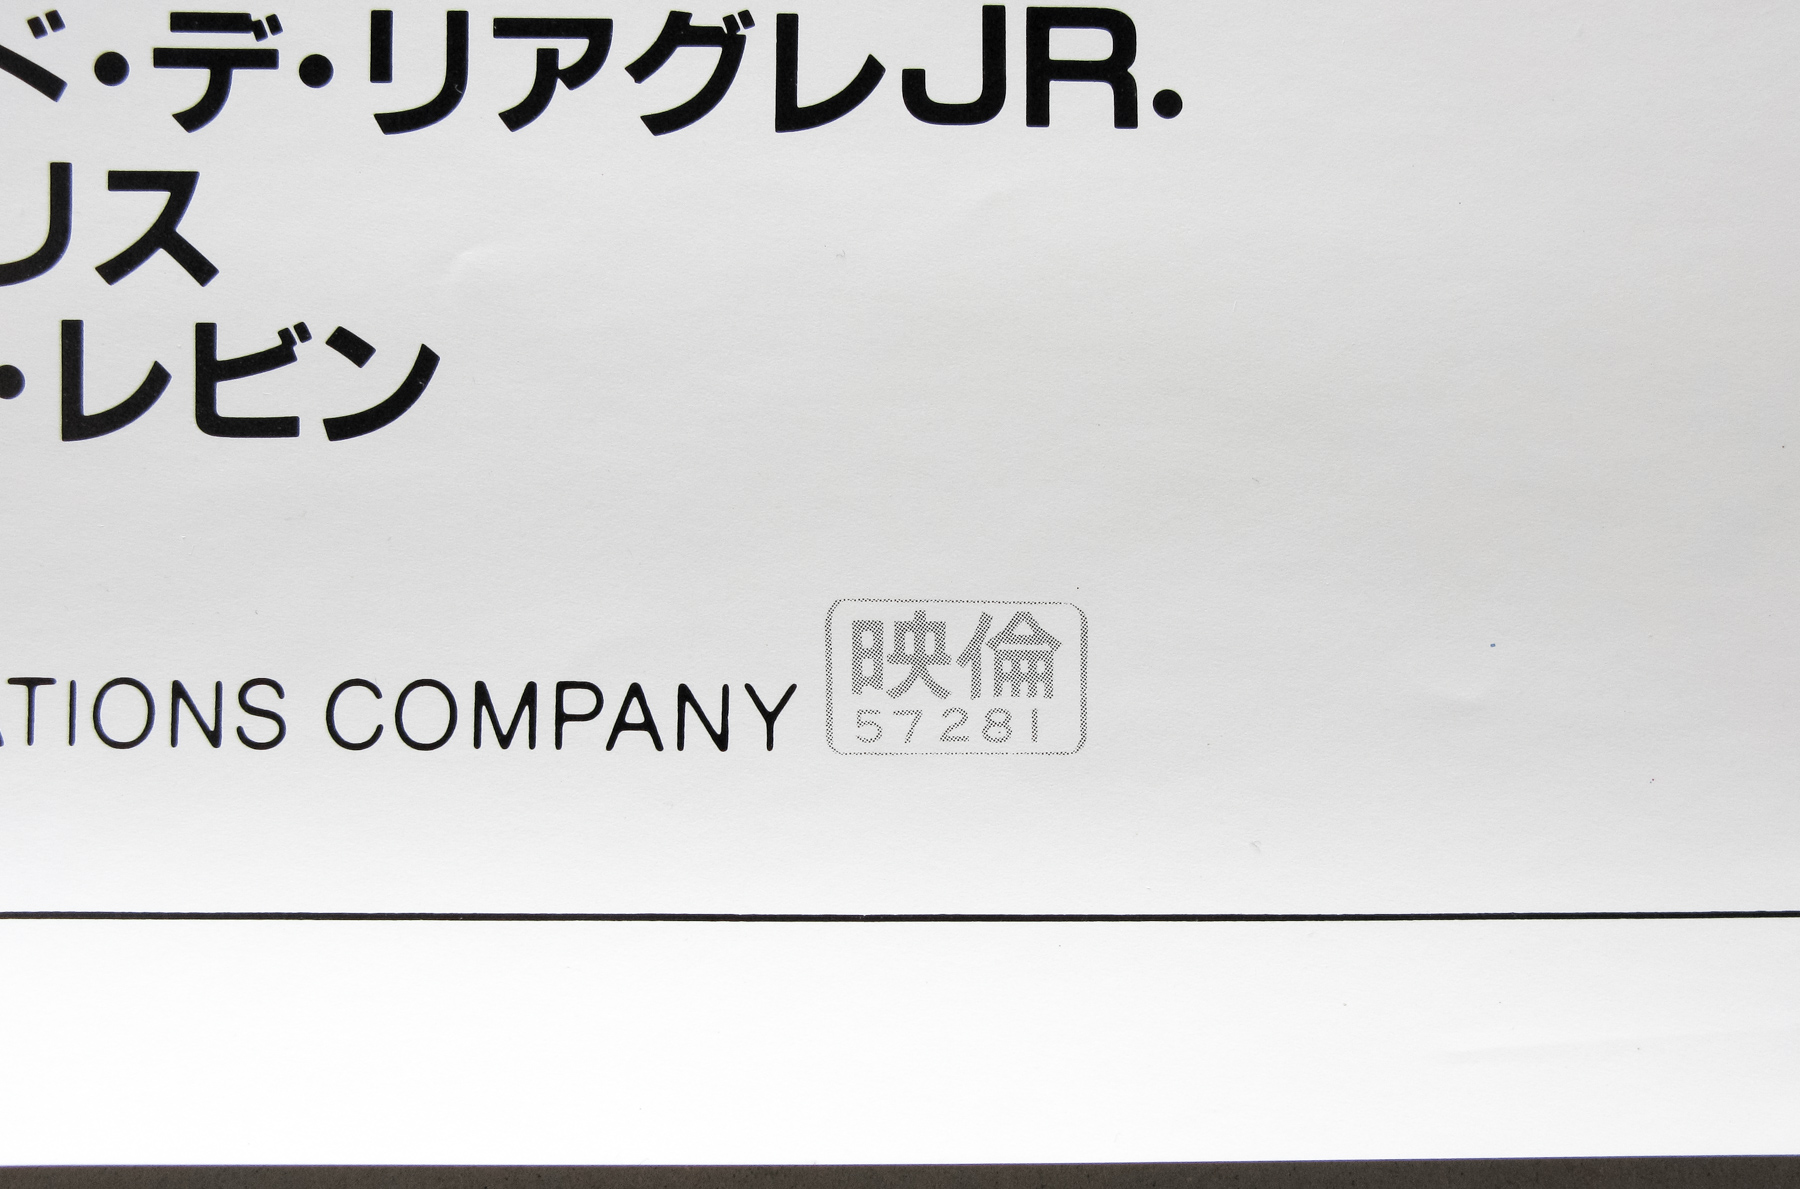 ベ・デ・リアグレJR.
リス
・レビン
ATIONS COMPANY
映倫
57281